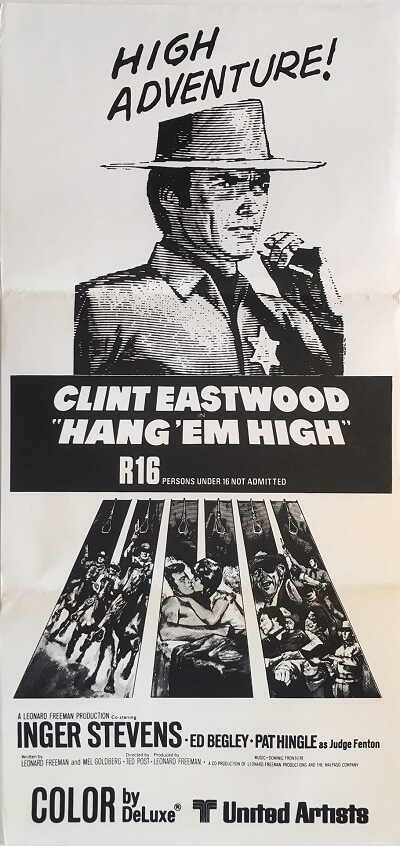 HIGH
ADVENTURE!
CLINT EASTWOOD
IN
"HANG 'EM HIGH"
R16 PERSONS UNDER 16 NOT ADMITTED
A LEONARD FREEMAN PRODUCTION Co-starring
INGER STEVENS · ED BEGLEY · PAT HINGLE as Judge Fenton
Written by Directed by Produced by MUSIC-DOMINIC FRONTIERE
LEONARD FREEMAN and MEL GOLDBERG · TED POST · LEONARD FREEMAN · A CO PRODUCTION OF LEONARD FREEMAN PRODUCTIONS AND THE MALPASO COMPANY
COLOR by
DeLuxe® United Artists